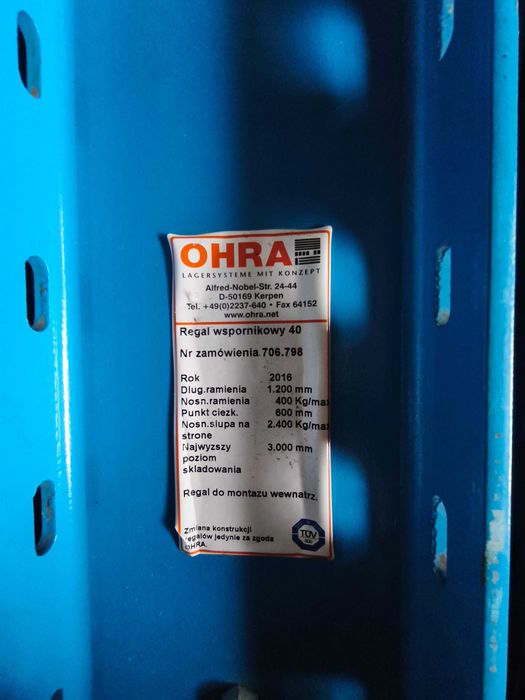 OHRA
LAGERSYSTEME MIT KONZEPT
Alfred-Nobel-Str. 24-44
D-50169 Kerpen
Tel. +49(0)2237-640 • Fax 64152
www.ohra.net
Regal wspornikowy 40
Nr zamówienia 706.798
Rok 2016
Dlug.ramienia 1.200 mm
Nosn.ramienia 400 Kg/max
Punkt ciezk. 600 mm
Nosn.slupa na 2.400 Kg/max
strone
Najwyzszy 3.000 mm
poziom
skladowania
Regal do montazu wewnatrz.
Zmiana konstrukcji
regalów jedynie za zgoda
OHRA.
TÜV